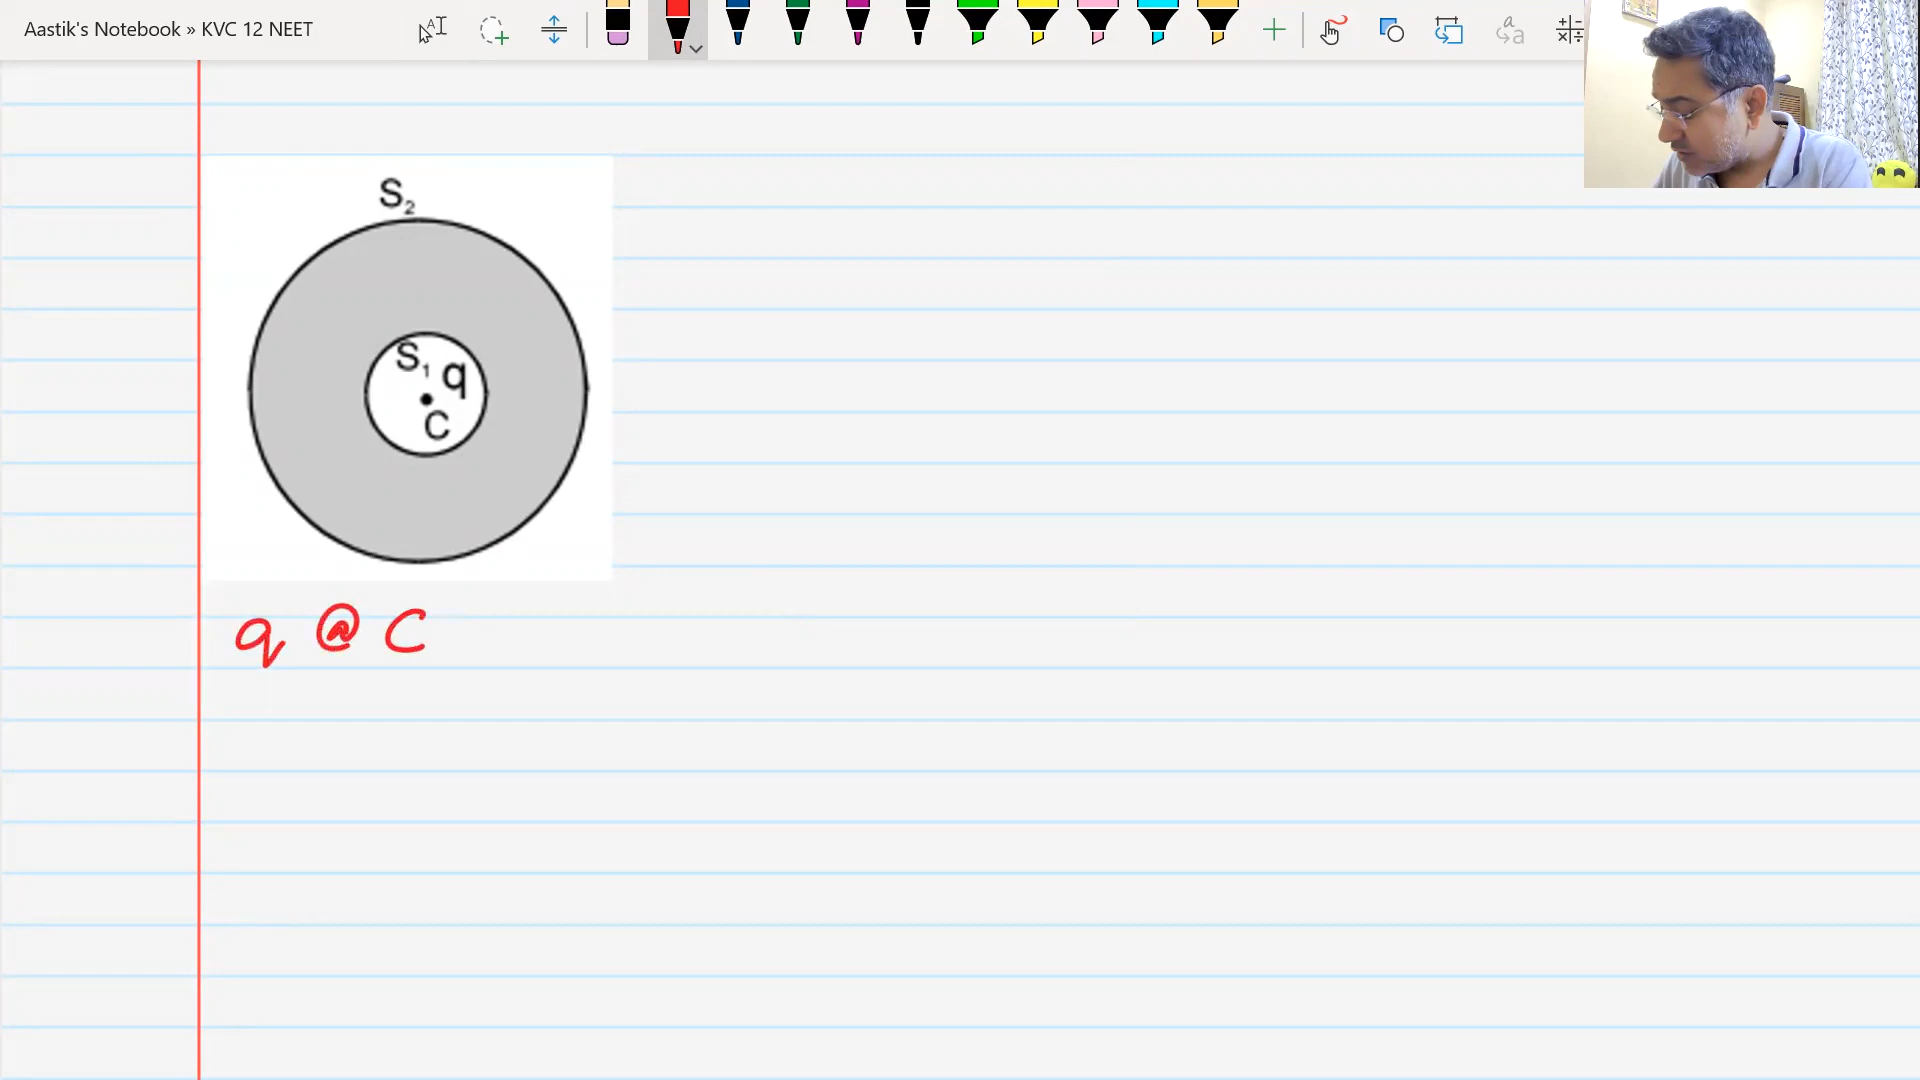 Aastik's Notebook » KVC 12 NEET
S₂
S₁ q
C
q @ C